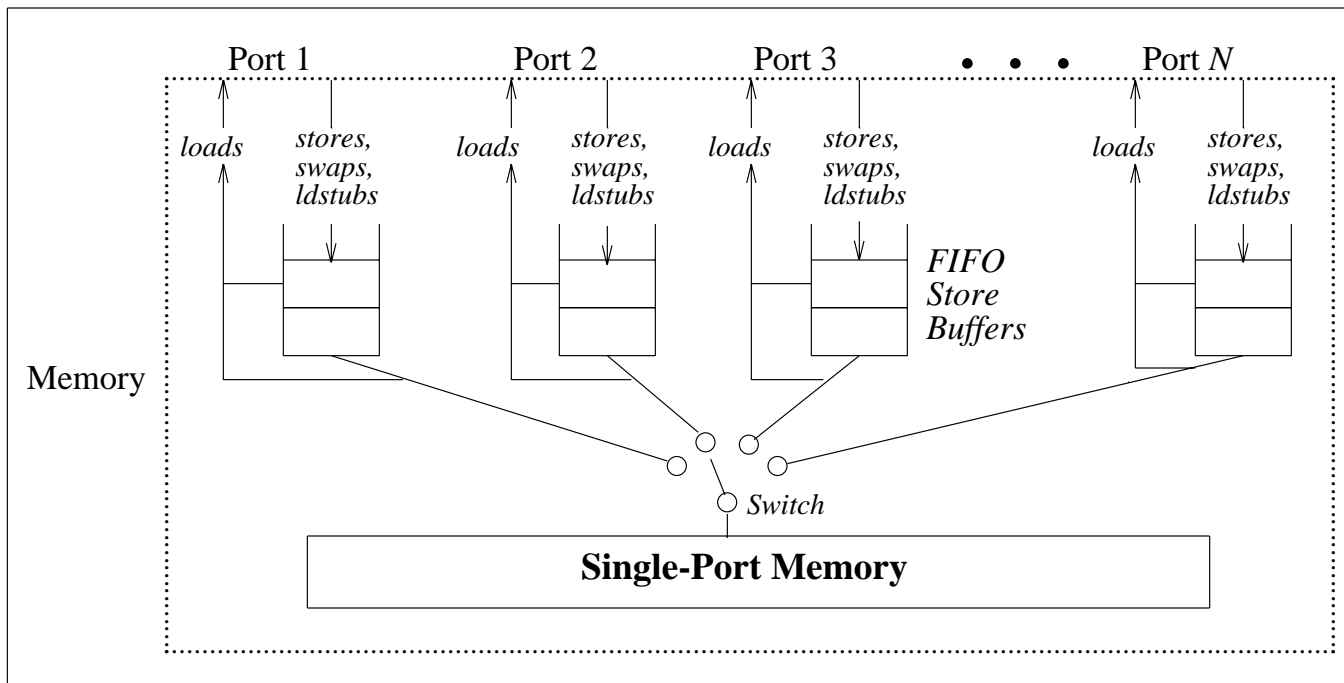 Port 1 Port 2 Port 3 • • • Port N
loads stores, loads stores, loads stores, loads stores,
swaps, swaps, swaps, swaps,
ldstubs ldstubs ldstubs ldstubs
FIFO
Store
Buffers
Memory
Switch
Single-Port Memory